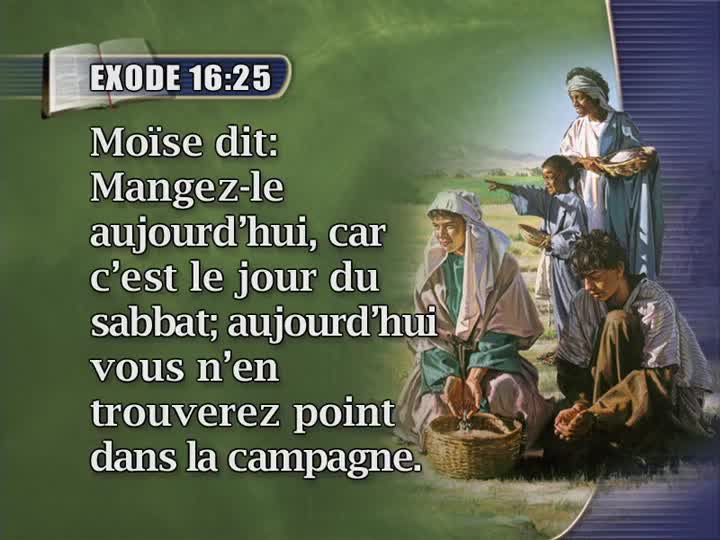 EXODE 16:25
Moïse dit:
Mangez-le
aujourd’hui, car
c’est le jour du
sabbat; aujourd’hui
vous n’en
trouverez point
dans la campagne.